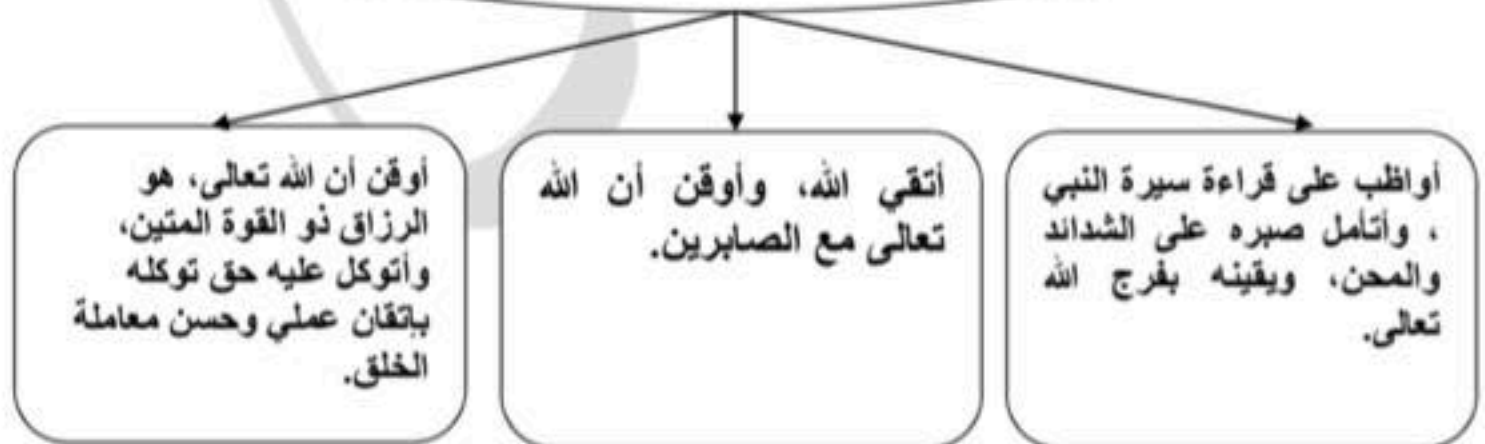 أواظب على قراءة سيرة النبي
، وأتأمل صبره على الشدائد
والمحن، ويقينه بفرج الله
تعالى.
أتقي الله، وأوقن أن الله
تعالى مع الصابرين.
أوقن أن الله تعالى، هو
الرزاق ذو القوة المتين،
وأتوكل عليه حق توكله
بإتقان عملي وحسن معاملة
الخلق.